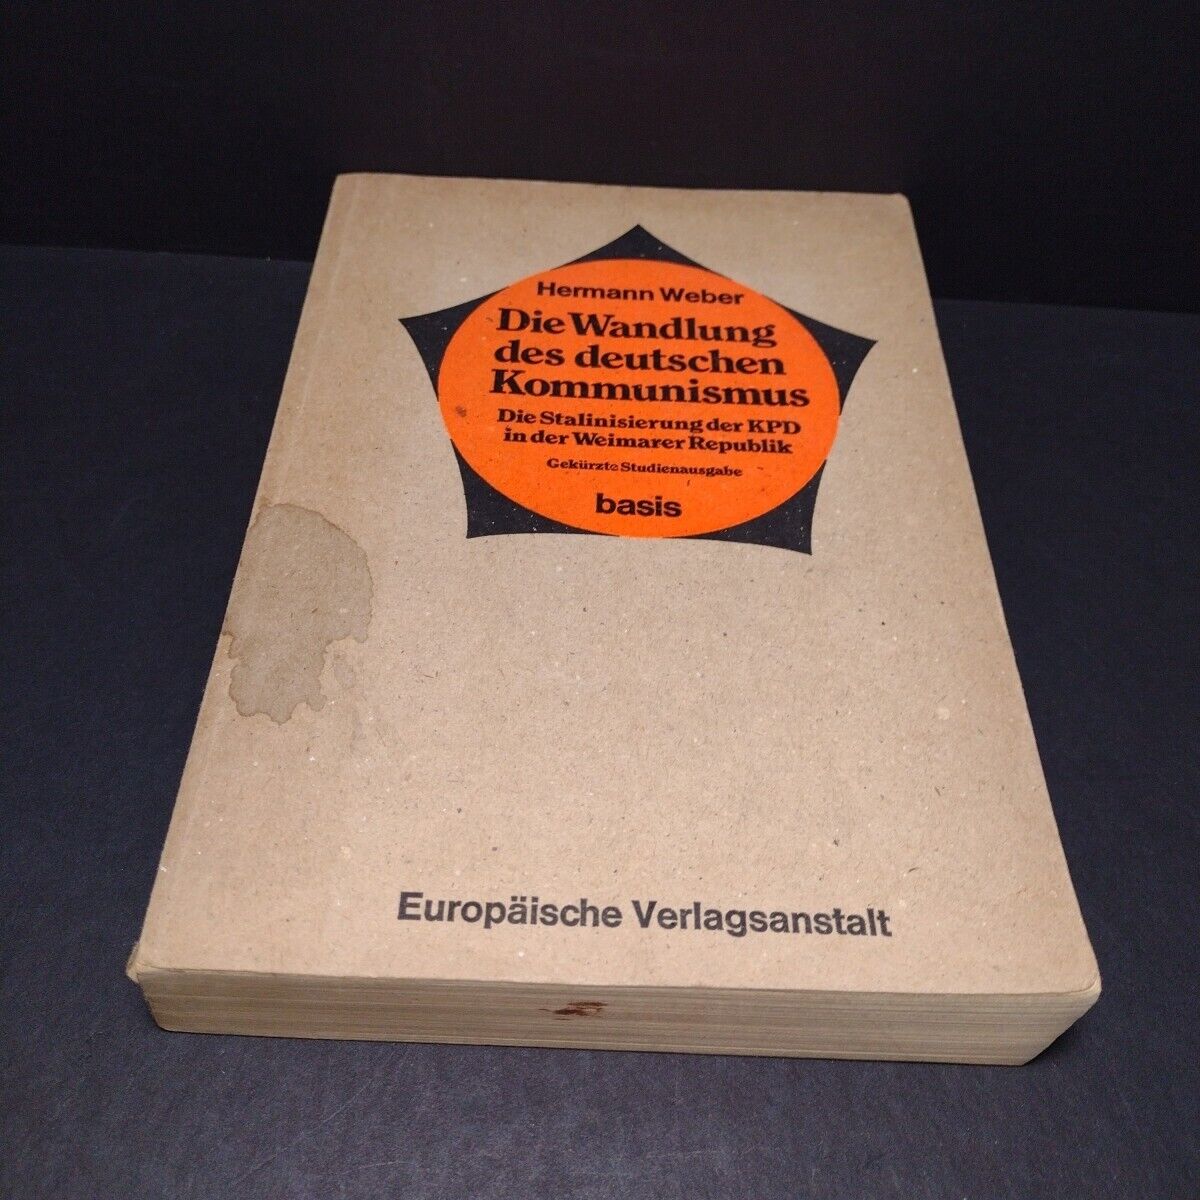 Hermann Weber
Die Wandlung
des deutschen
Kommunismus
Die Stalinisierung der KPD
in der Weimarer Republik
Gekürzte Studienausgabe
basis
Europäische Verlagsanstalt